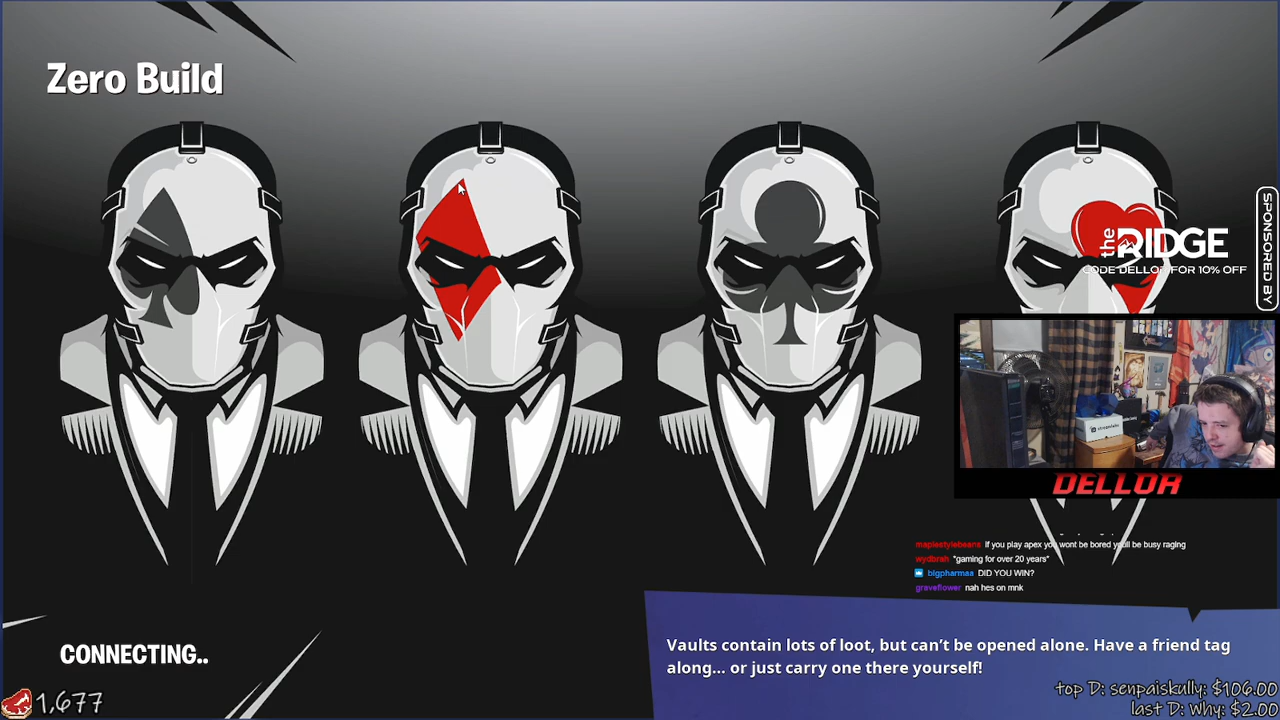 Zero Build
SPONSORED BY
the RIDGE
CODE DELLOR FOR 10% OFF
DELLOR
maplestylebeans If you play apex you wont be bored youll be busy raging
wydbrah *gaming for over 20 years*
bigpharmaa DID YOU WIN?
graveflower nah hes on mnk
CONNECTING..
Vaults contain lots of loot, but can't be opened alone. Have a friend tag
along... or just carry one there yourself!
1,677
top D: senpaiskully: $106.00
last D: Why: $2.00